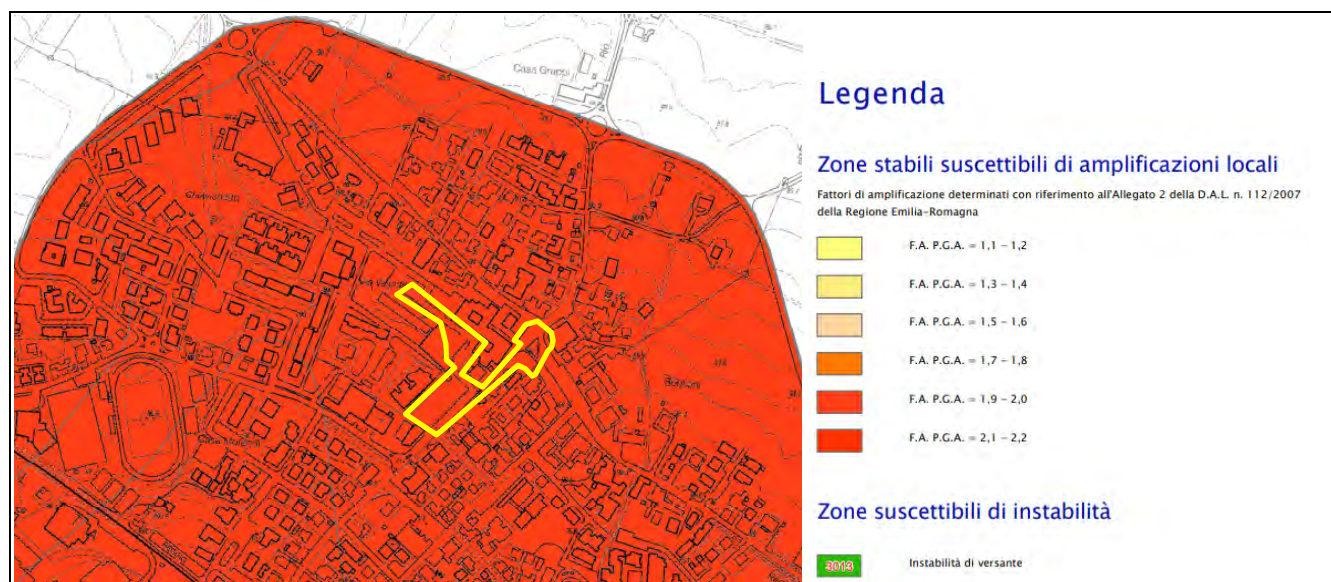 Casa Grappi
Legenda
Zone stabili suscettibili di amplificazioni locali
Fattori di amplificazione determinati con riferimento all'Allegato 2 della D.A.L. n. 112/2007
della Regione Emilia-Romagna
F.A. P.G.A. = 1,1 - 1,2
F.A. P.G.A. = 1,3 - 1,4
F.A. P.G.A. = 1,5 - 1,6
F.A. P.G.A. = 1,7 - 1,8
F.A. P.G.A. = 1,9 - 2,0
F.A. P.G.A. = 2,1 - 2,2
Zone suscettibili di instabilità
3013 Instabilità di versante